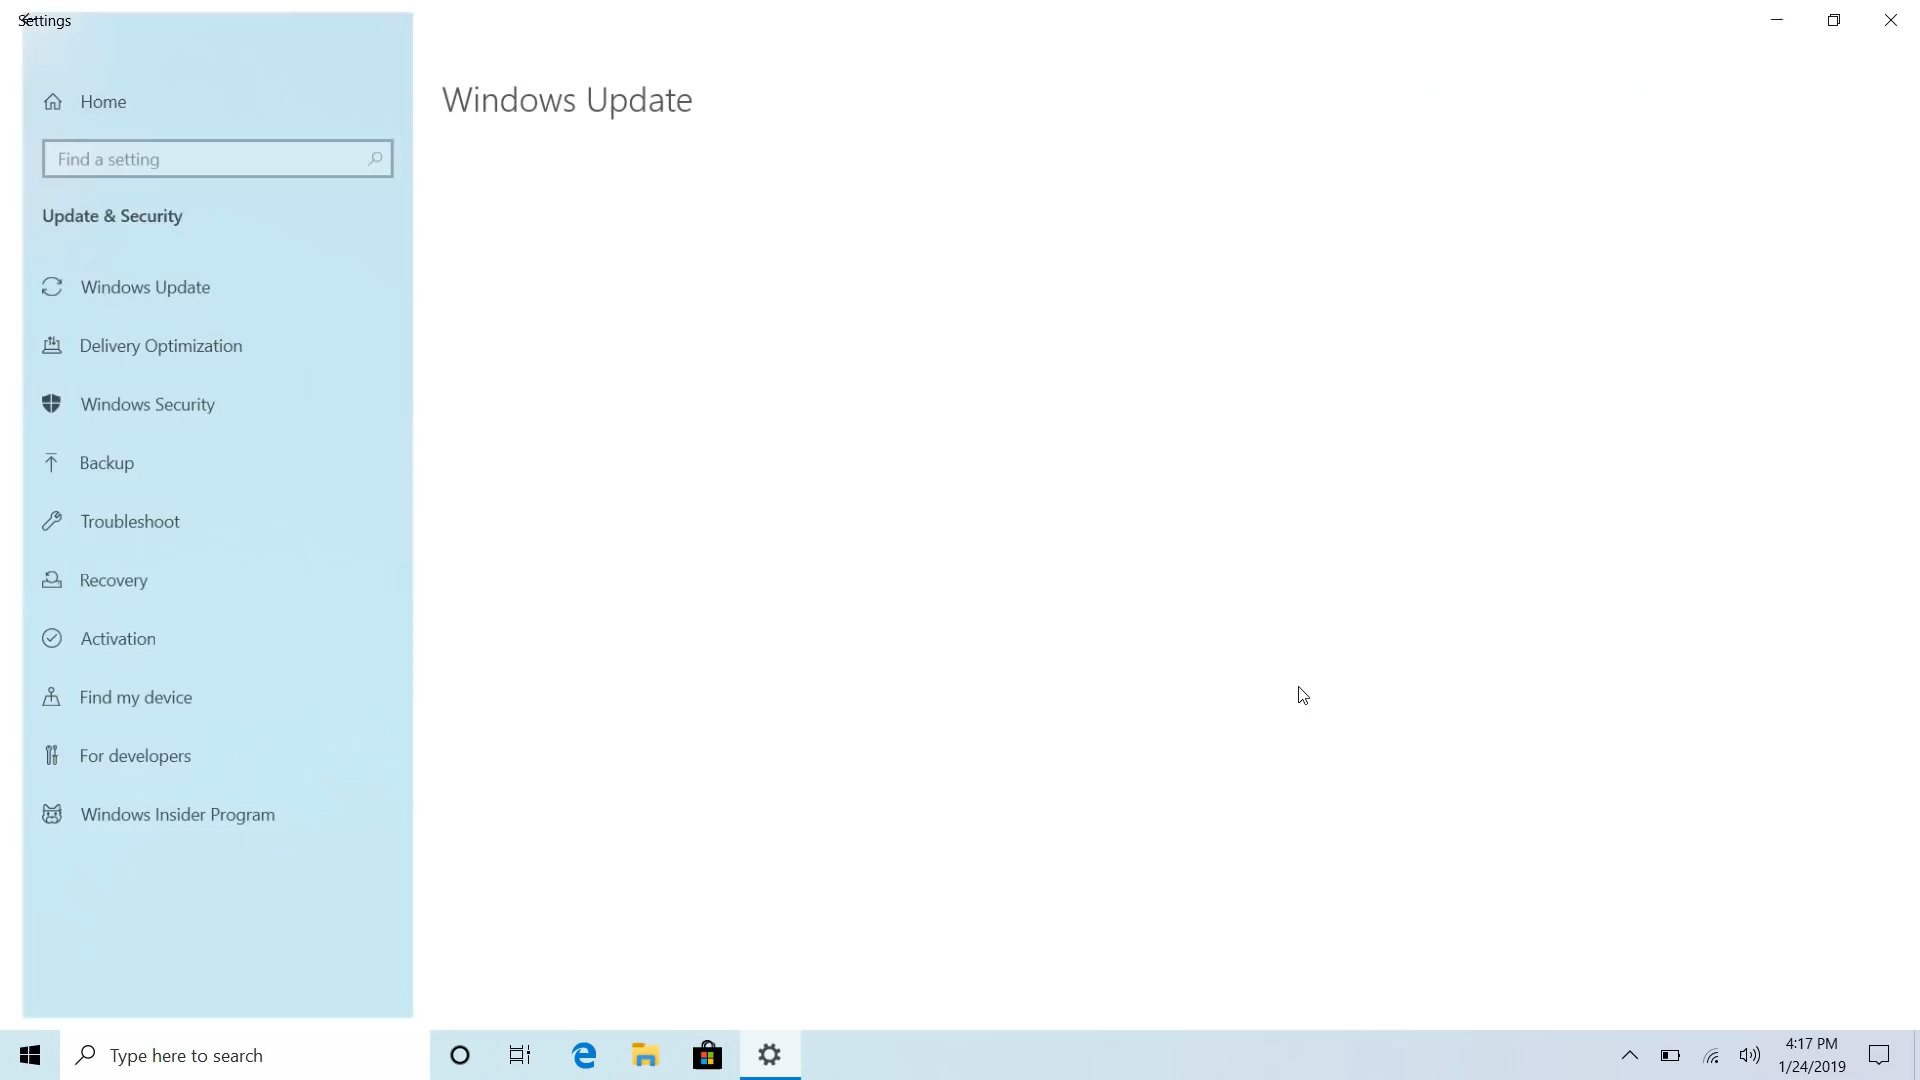 Settings
Home
Find a setting
Update & Security
Windows Update
Delivery Optimization
Windows Security
Backup
Troubleshoot
Recovery
Activation
Find my device
For developers
Windows Insider Program
Windows Update
Type here to search
4:17 PM
1/24/2019